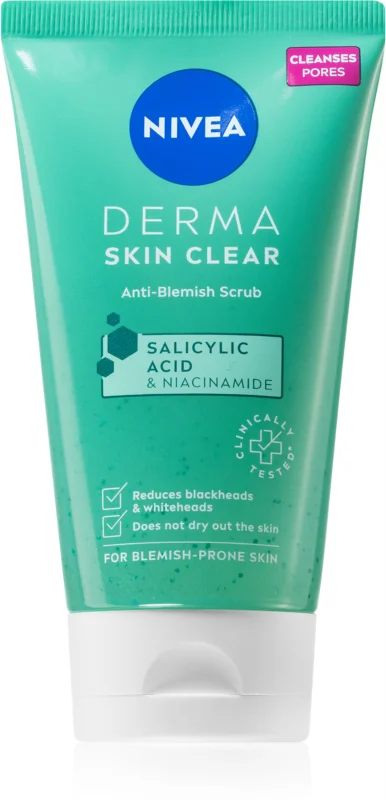 CLEANSES
PORES
NIVEA
DERMA
SKIN CLEAR
Anti-Blemish Scrub
SALICYLIC
ACID
& NIACINAMIDE
CLINICALLY
TESTED*
Reduces blackheads
& whiteheads
Does not dry out the skin
FOR BLEMISH-PRONE SKIN